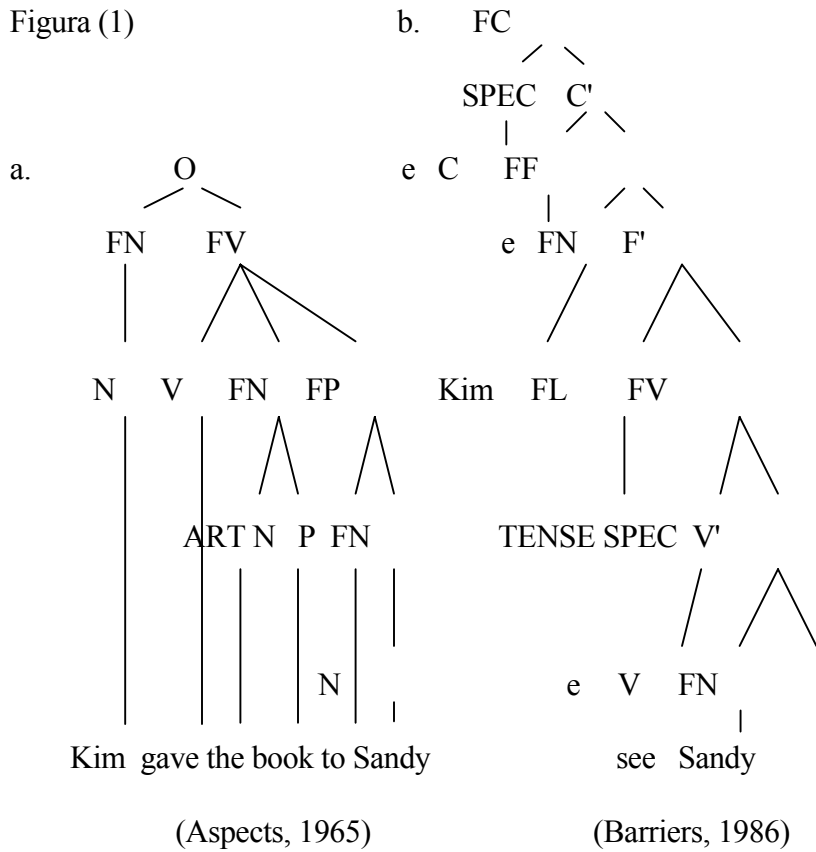 Figura (1) b. FC
SPEC C'
a. O e C FF
FN FV e FN F'
N V FN FP Kim FL FV
ART N P FN TENSE SPEC V'
N e V FN
Kim gave the book to Sandy see Sandy
(Aspects, 1965) (Barriers, 1986)